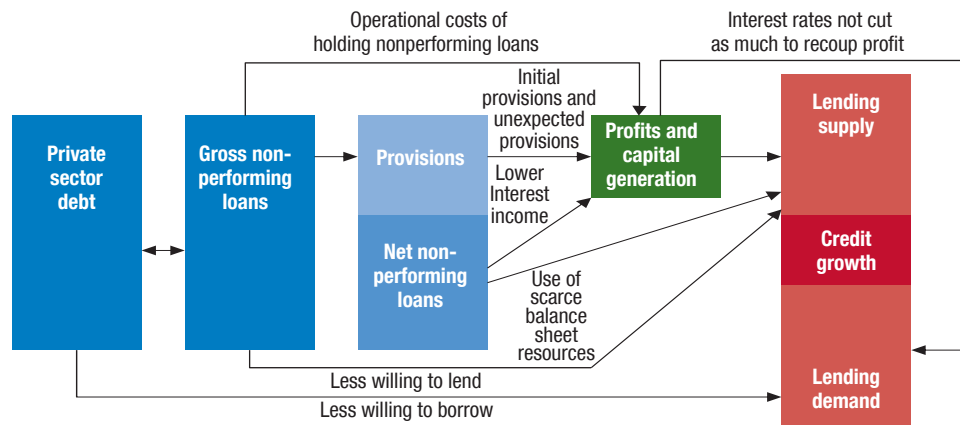 Operational costs of
holding nonperforming loans
Interest rates not cut
as much to recoup profit
Initial
provisions and
unexpected
provisions
Private
sector
debt
Gross non-
performing
loans
Provisions
Profits and
capital
generation
Lending
supply
Lower
Interest
income
Net non-
performing
loans
Credit
growth
Use of
scarce
balance
sheet
resources
Less willing to lend
Less willing to borrow
Lending
demand